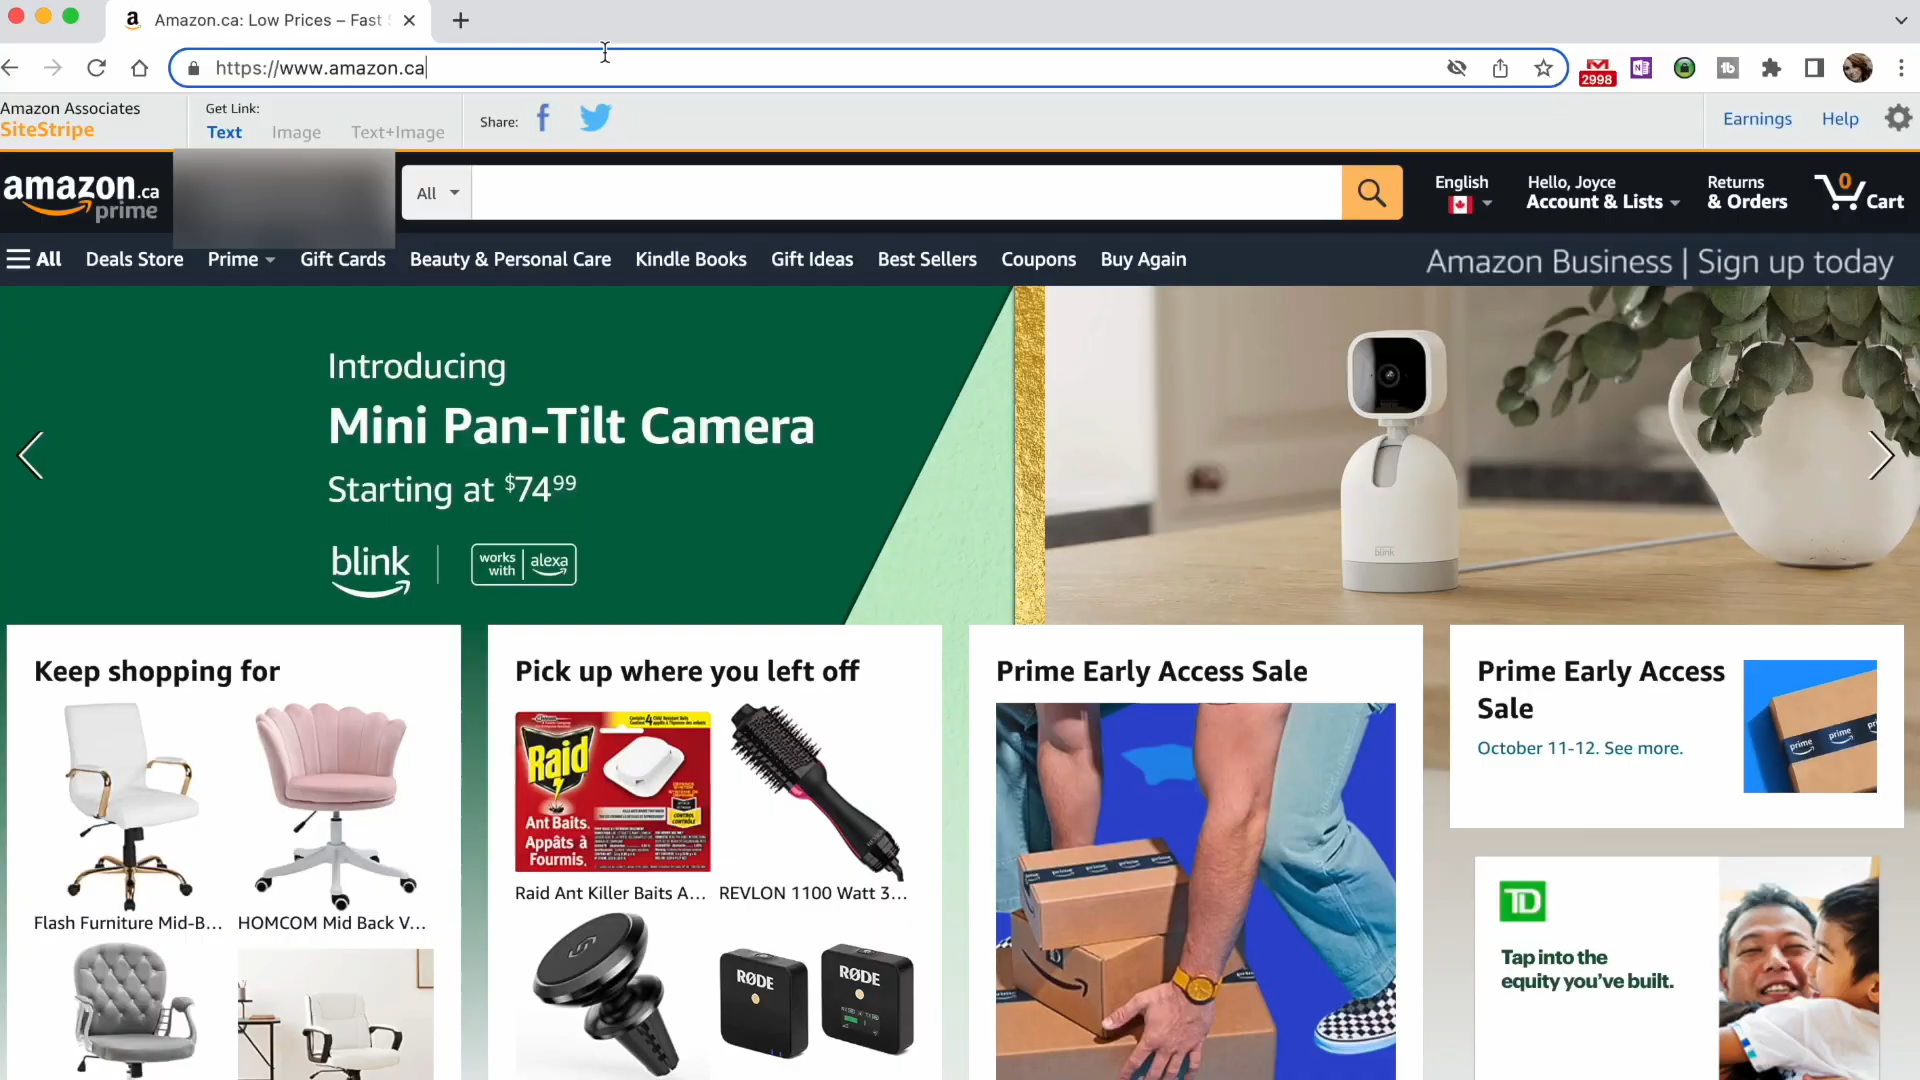 Amazon.ca: Low Prices – Fast
https://www.amazon.ca
2998
Amazon Associates
SiteStripe
Get Link:
Text Image Text+Image
Share:
Earnings Help
amazon.ca
prime
All
English
Hello, Joyce
Account & Lists
Returns
& Orders
0
Cart
All Deals Store Prime Gift Cards Beauty & Personal Care Kindle Books Gift Ideas Best Sellers Coupons Buy Again
Amazon Business | Sign up today
Introducing
Mini Pan-Tilt Camera
Starting at $7499
blink
works with | alexa
blink
Keep shopping for
Flash Furniture Mid-B...
HOMCOM Mid Back V...
Pick up where you left off
Raid
Ant Baits.
Appâts à
Fourmis.
Raid Ant Killer Baits A...
REVLON 1100 Watt 3...
RØDE
RØDE
Prime Early Access Sale
prime
Prime Early Access
Sale
October 11-12. See more.
prime prime
TD
Tap into the
equity you've built.